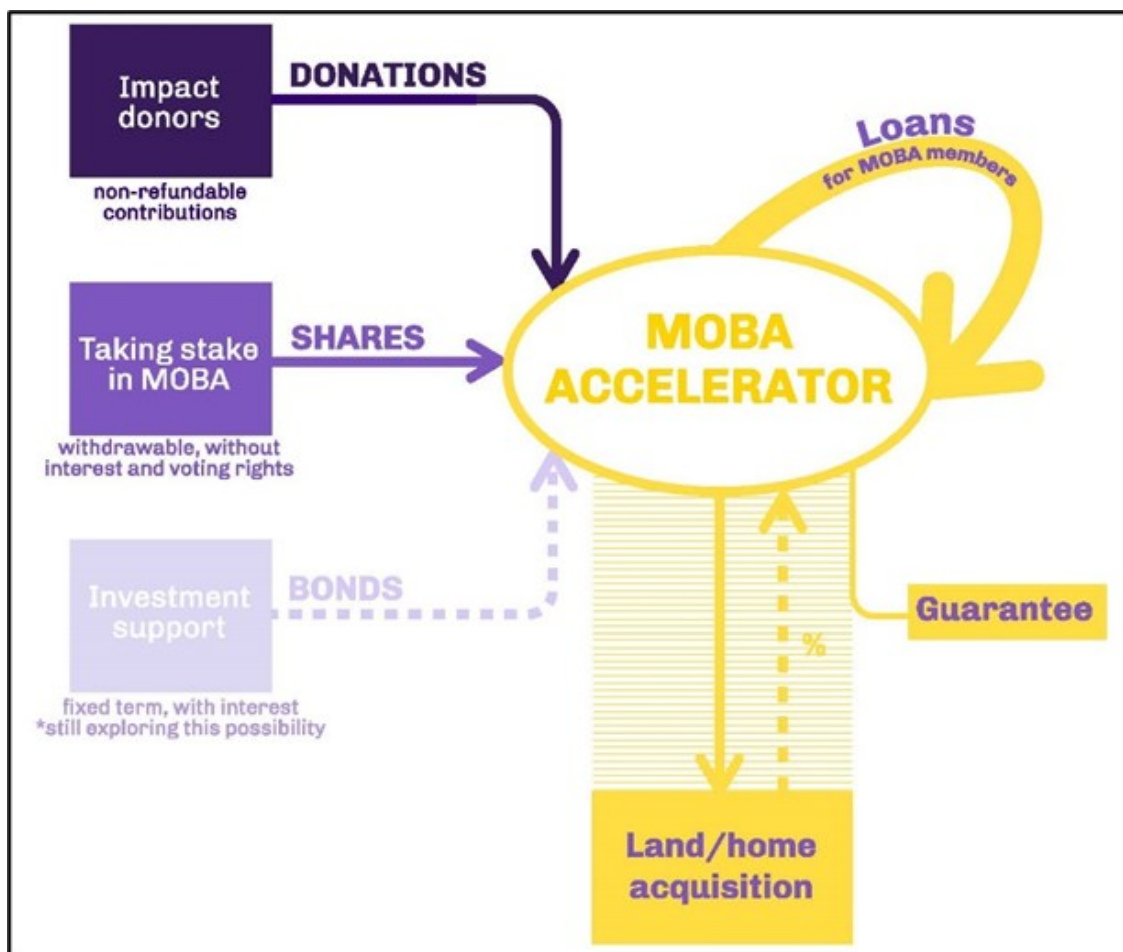 Impact
donors
DONATIONS
non-refundable
contributions
Loans
for MOBA members
Taking stake
in MOBA
SHARES
withdrawable, without
interest and voting rights
MOBA
ACCELERATOR
Investment
support
BONDS
fixed term, with interest
*still exploring this possibility
%
Guarantee
Land/home
acquisition